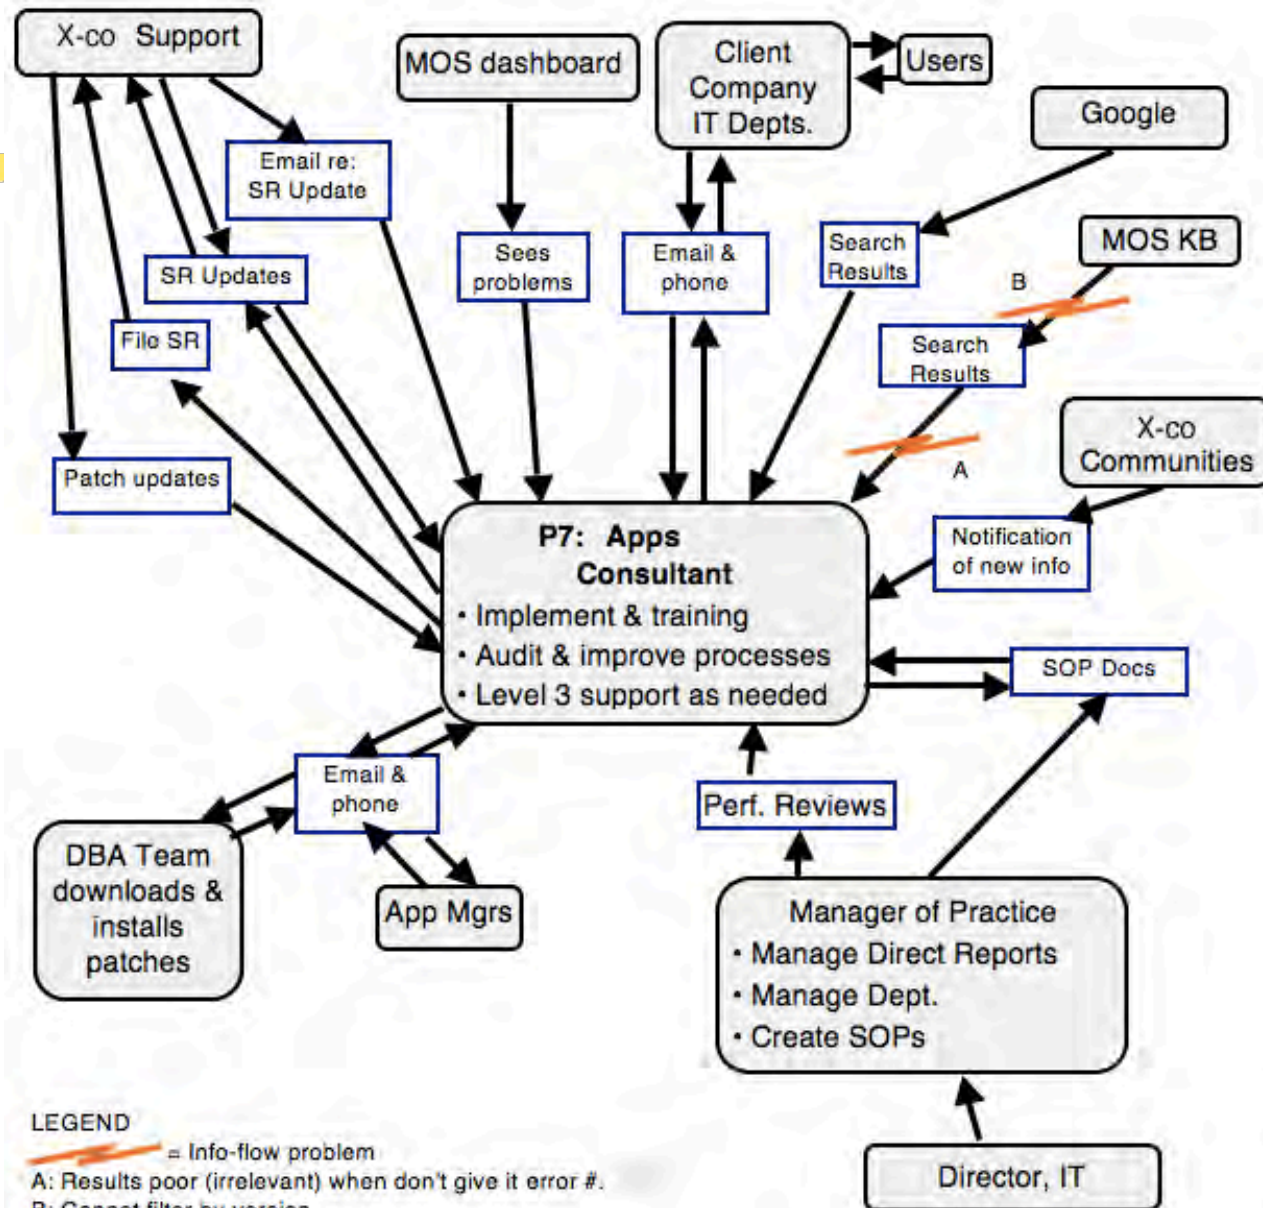 X-co Support
MOS dashboard
Client
Company
IT Depts.
Users
Google
Email re:
SR Update
MOS KB
Search
Results
Sees
problems
Email &
phone
SR Updates
B
File SR
Search
Results
X-co
Communities
A
Patch updates
Notification
of new info
P7: Apps
Consultant
• Implement & training
• Audit & improve processes
• Level 3 support as needed
SOP Docs
Email &
phone
Perf. Reviews
DBA Team
downloads &
installs
patches
App Mgrs
Manager of Practice
• Manage Direct Reports
• Manage Dept.
• Create SOPs
LEGEND
= Info-flow problem
A: Results poor (irrelevant) when don't give it error #.
B: Cannot filter by version
Director, IT